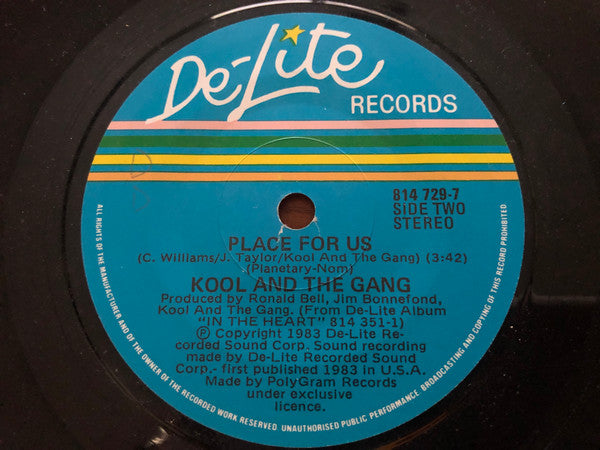 De-Lite
RECORDS
814 729-7
SIDE TWO
STEREO
PLACE FOR US
(C. Williams/J. Taylor/Kool And The Gang) (3:42)
(Planetary-Nom)
KOOL AND THE GANG
Produced by Ronald Bell, Jim Bonnefond,
Kool And The Gang. (From De-Lite Album
"IN THE HEART" 814 351-1)
Ⓟ Copyright 1983 De-Lite Re-
corded Sound Corp. Sound recording
made by De-Lite Recorded Sound
Corp.- first published 1983 in U.S.A.
Made by PolyGram Records
under exclusive
licence.
ALL RIGHTS OF THE MANUFACTURER AND OF THE OWNER OF THE RECORDED WORK RESERVED. UNAUTHORISED PUBLIC PERFORMANCE, BROADCASTING AND COPYING OF THIS RECORD PROHIBITED